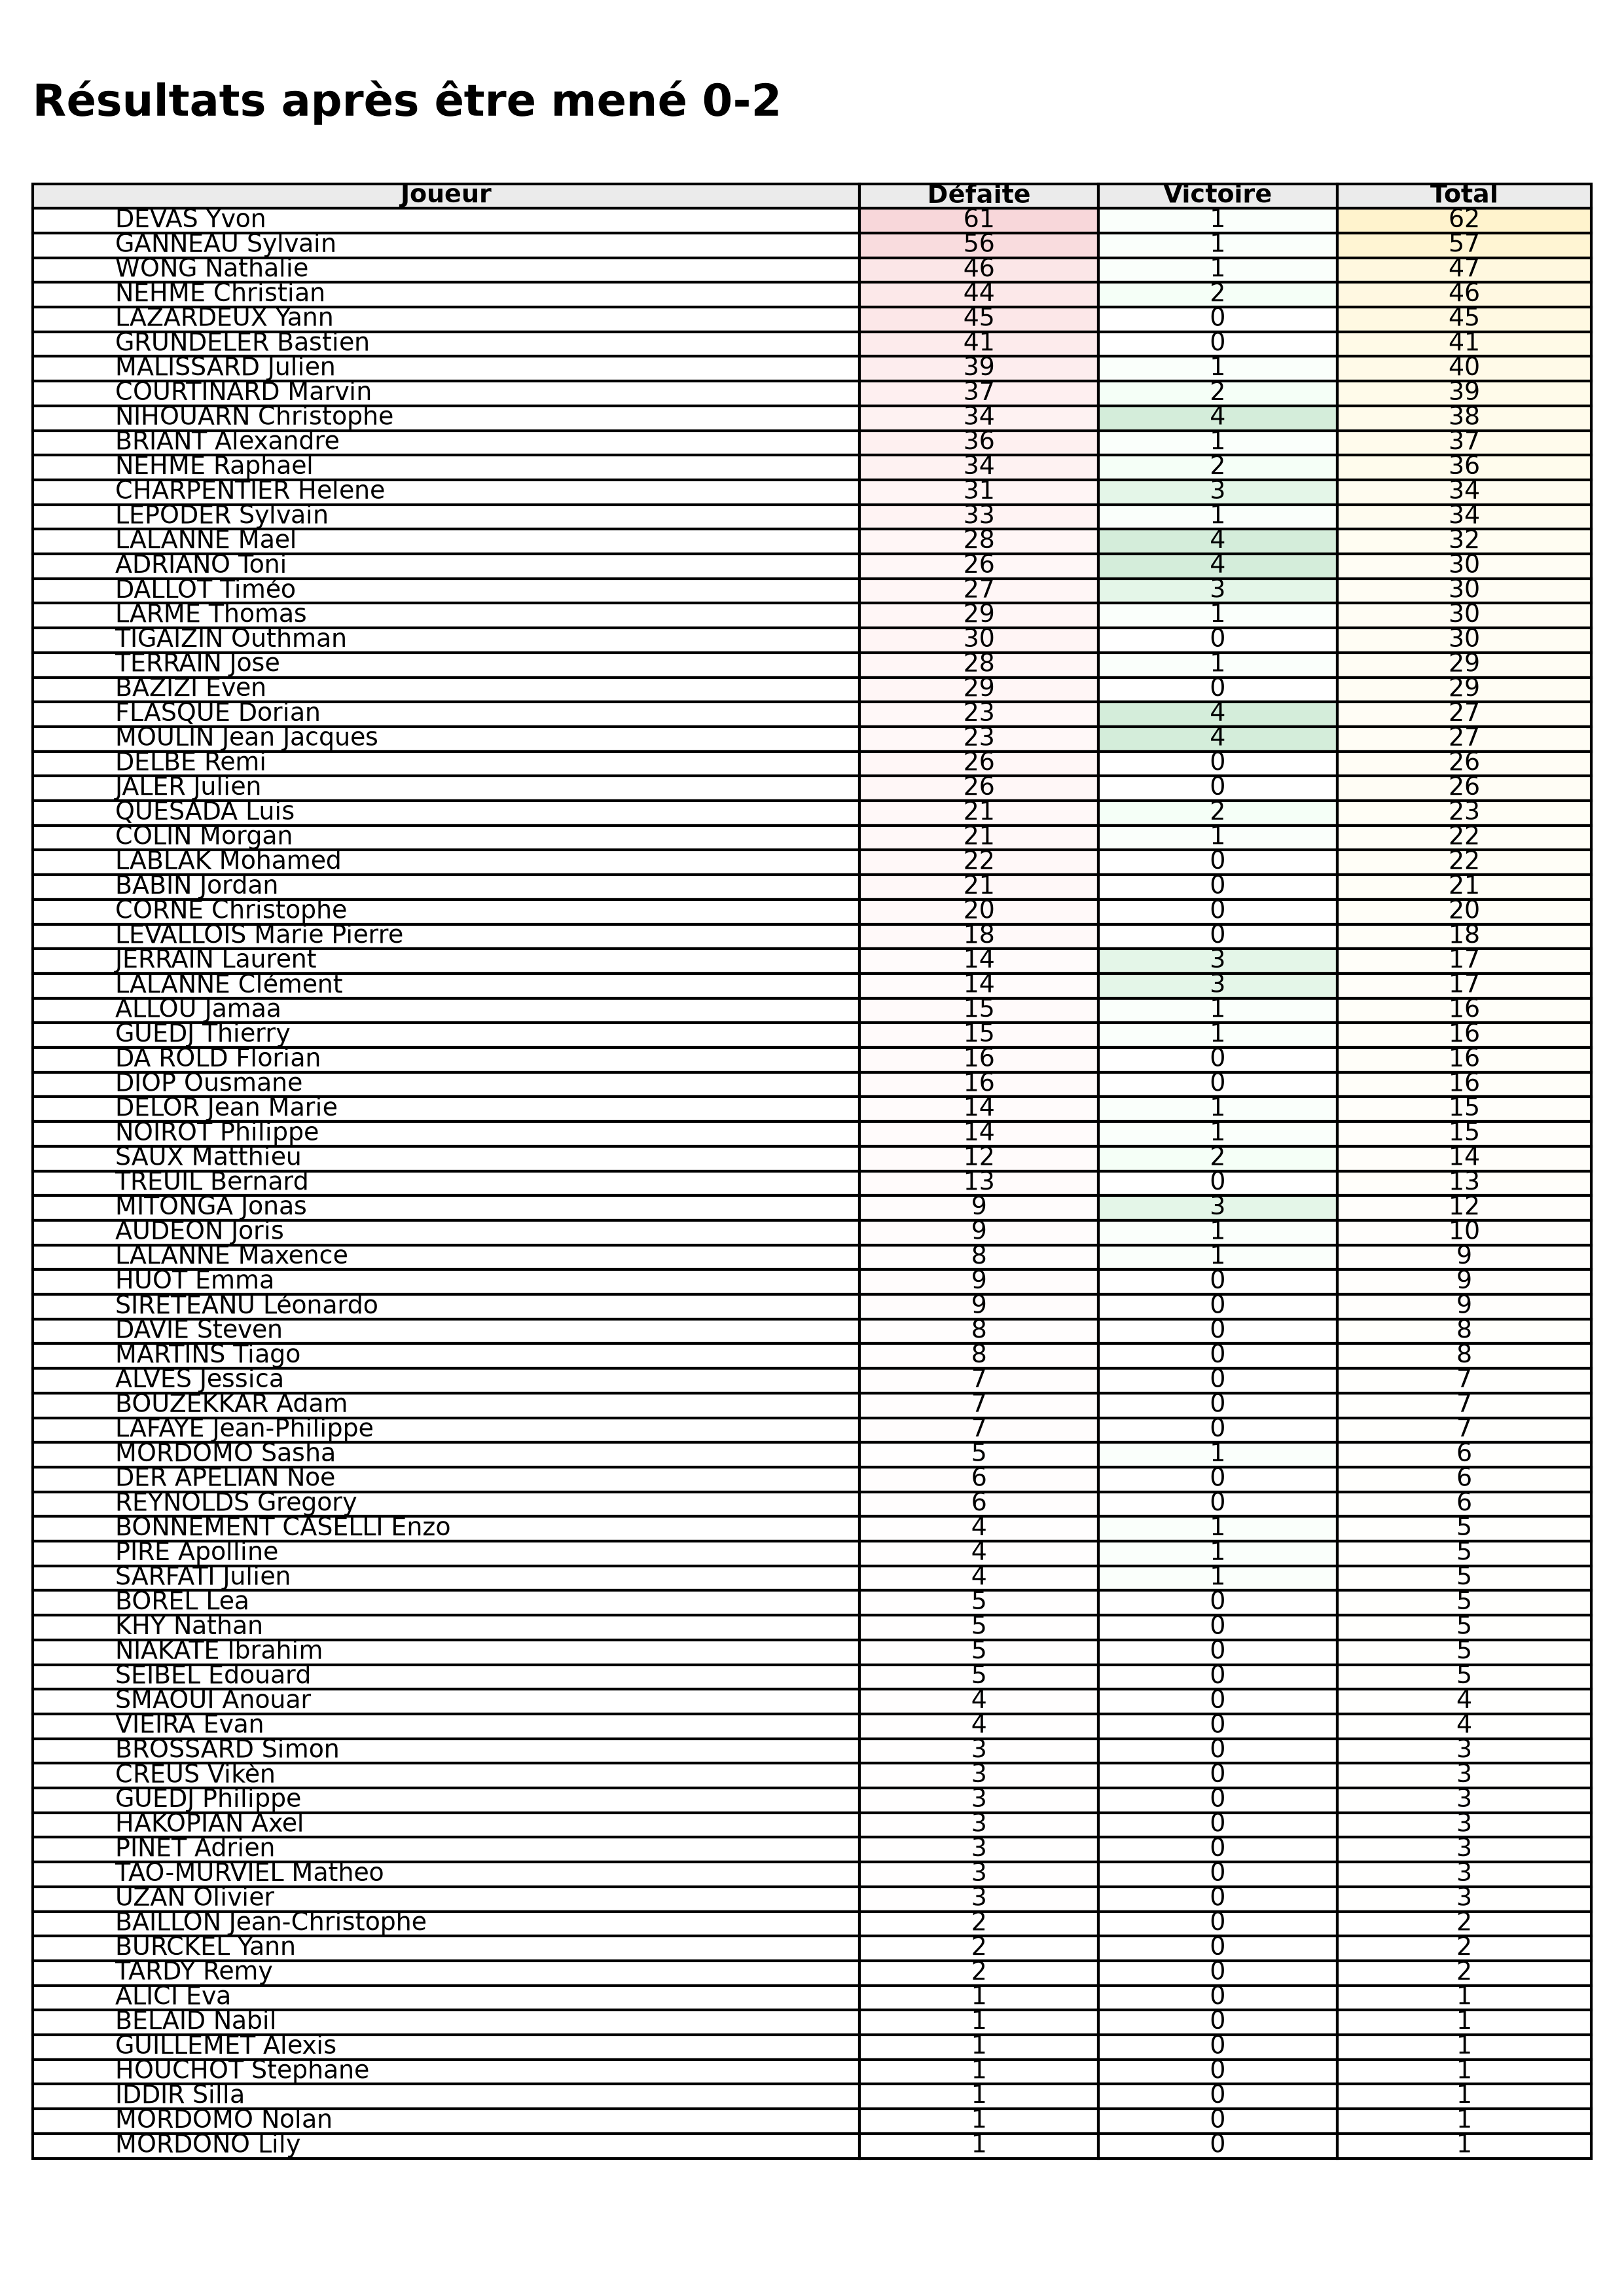 Résultats après être mené 0-2
Joueur Défaite Victoire Total
DEVAS Yvon 61 1 62
GANNEAU Sylvain 56 1 57
WONG Nathalie 46 1 47
NEHME Christian 44 2 46
LAZARDEUX Yann 45 0 45
GRUNDELER Bastien 41 0 41
MALISSARD Julien 39 1 40
COURTINARD Marvin 37 2 39
NIHOUARN Christophe 34 4 38
BRIANT Alexandre 36 1 37
NEHME Raphael 34 2 36
CHARPENTIER Helene 31 3 34
LEPODER Sylvain 33 1 34
LALANNE Mael 28 4 32
ADRIANO Toni 26 4 30
DALLOT Timéo 27 3 30
LARME Thomas 29 1 30
TIGAIZIN Outhman 30 0 30
TERRAIN Jose 28 1 29
BAZIZI Even 29 0 29
FLASQUE Dorian 23 4 27
MOULIN Jean Jacques 23 4 27
DELBE Remi 26 0 26
JALER Julien 26 0 26
QUESADA Luis 21 2 23
COLIN Morgan 21 1 22
LABLAK Mohamed 22 0 22
BABIN Jordan 21 0 21
CORNE Christophe 20 0 20
LEVALLOIS Marie Pierre 18 0 18
JERRAIN Laurent 14 3 17
LALANNE Clément 14 3 17
ALLOU Jamaa 15 1 16
GUEDJ Thierry 15 1 16
DA ROLD Florian 16 0 16
DIOP Ousmane 16 0 16
DELOR Jean Marie 14 1 15
NOIROT Philippe 14 1 15
SAUX Matthieu 12 2 14
TREUIL Bernard 13 0 13
MITONGA Jonas 9 3 12
AUDEON Joris 9 1 10
LALANNE Maxence 8 1 9
HUOT Emma 9 0 9
SIRETEANU Léonardo 9 0 9
DAVIE Steven 8 0 8
MARTINS Tiago 8 0 8
ALVES Jessica 7 0 7
BOUZEKKAR Adam 7 0 7
LAFAYE Jean-Philippe 7 0 7
MORDOMO Sasha 5 1 6
DER APELIAN Noe 6 0 6
REYNOLDS Gregory 6 0 6
BONNEMENT CASELLI Enzo 4 1 5
PIRE Apolline 4 1 5
SARFATI Julien 4 1 5
BOREL Lea 5 0 5
KHY Nathan 5 0 5
NIAKATE Ibrahim 5 0 5
SEIBEL Edouard 5 0 5
SMAOUI Anouar 4 0 4
VIEIRA Evan 4 0 4
BROSSARD Simon 3 0 3
CREUS Vikèn 3 0 3
GUEDJ Philippe 3 0 3
HAKOPIAN Axel 3 0 3
PINET Adrien 3 0 3
TAO-MURVIEL Matheo 3 0 3
UZAN Olivier 3 0 3
BAILLON Jean-Christophe 2 0 2
BURCKEL Yann 2 0 2
TARDY Remy 2 0 2
ALICI Eva 1 0 1
BELAID Nabil 1 0 1
GUILLEMET Alexis 1 0 1
HOUCHOT Stephane 1 0 1
IDDIR Silla 1 0 1
MORDOMO Nolan 1 0 1
MORDONO Lily 1 0 1